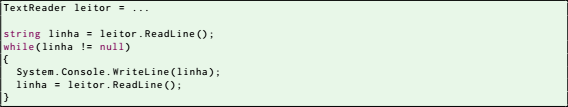 TextReader leitor = ...

string linha = leitor.ReadLine();
while(linha != null)
{
  System.Console.WriteLine(linha);
  linha = leitor.ReadLine();
}